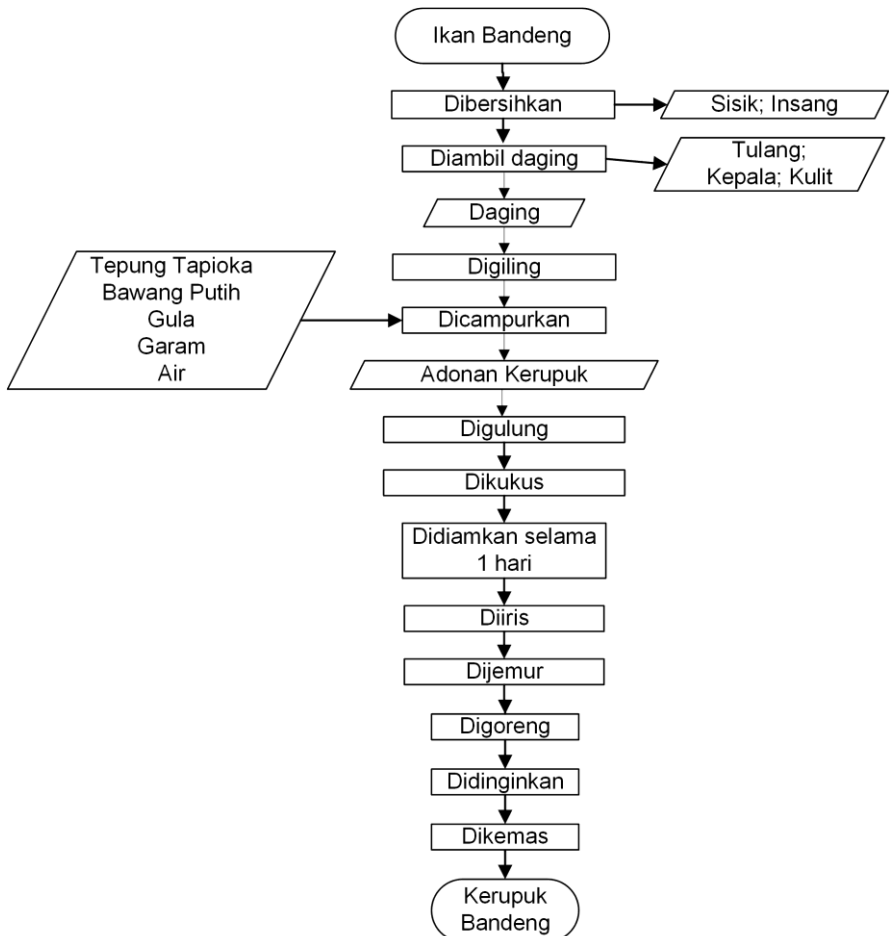 Ikan Bandeng
Dibersihkan
Sisik; Insang
Diambil daging
Tulang;
Kepala; Kulit
Daging
Digiling
Tepung Tapioka
Bawang Putih
Gula
Garam
Air
Dicampurkan
Adonan Kerupuk
Digulung
Dikukus
Didiamkan selama
1 hari
Diiris
Dijemur
Digoreng
Didinginkan
Dikemas
Kerupuk
Bandeng